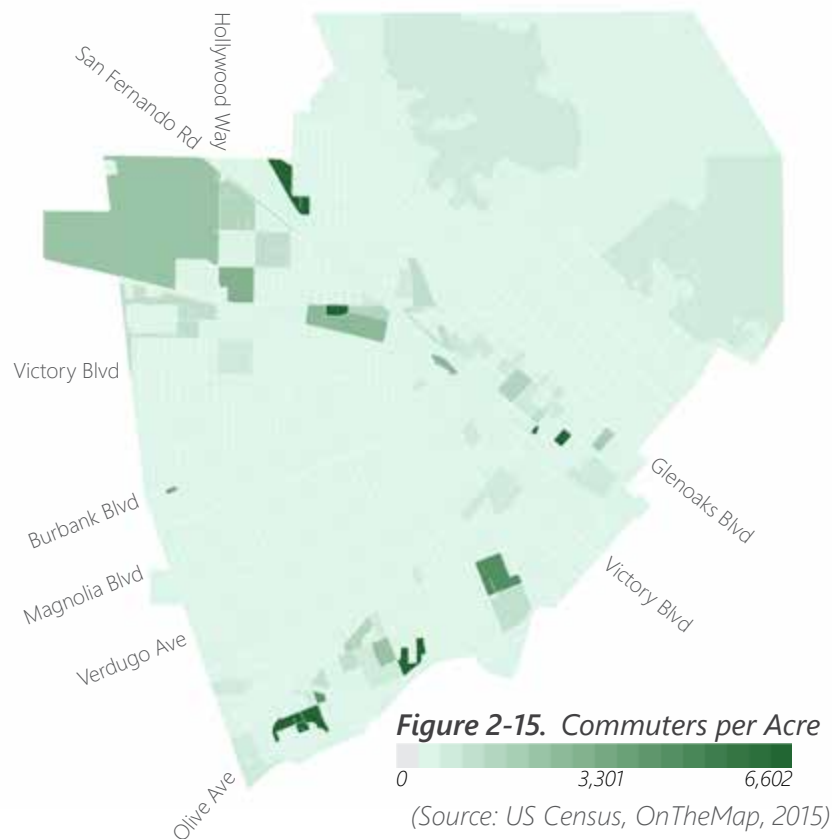 Hollywood Way
San Fernando Rd
Victory Blvd
Burbank Blvd
Glenoaks Blvd
Magnolia Blvd
Victory Blvd
Verdugo Ave
Olive Ave
Figure 2-15. Commuters per Acre
0 3,301 6,602
(Source: US Census, OnTheMap, 2015)